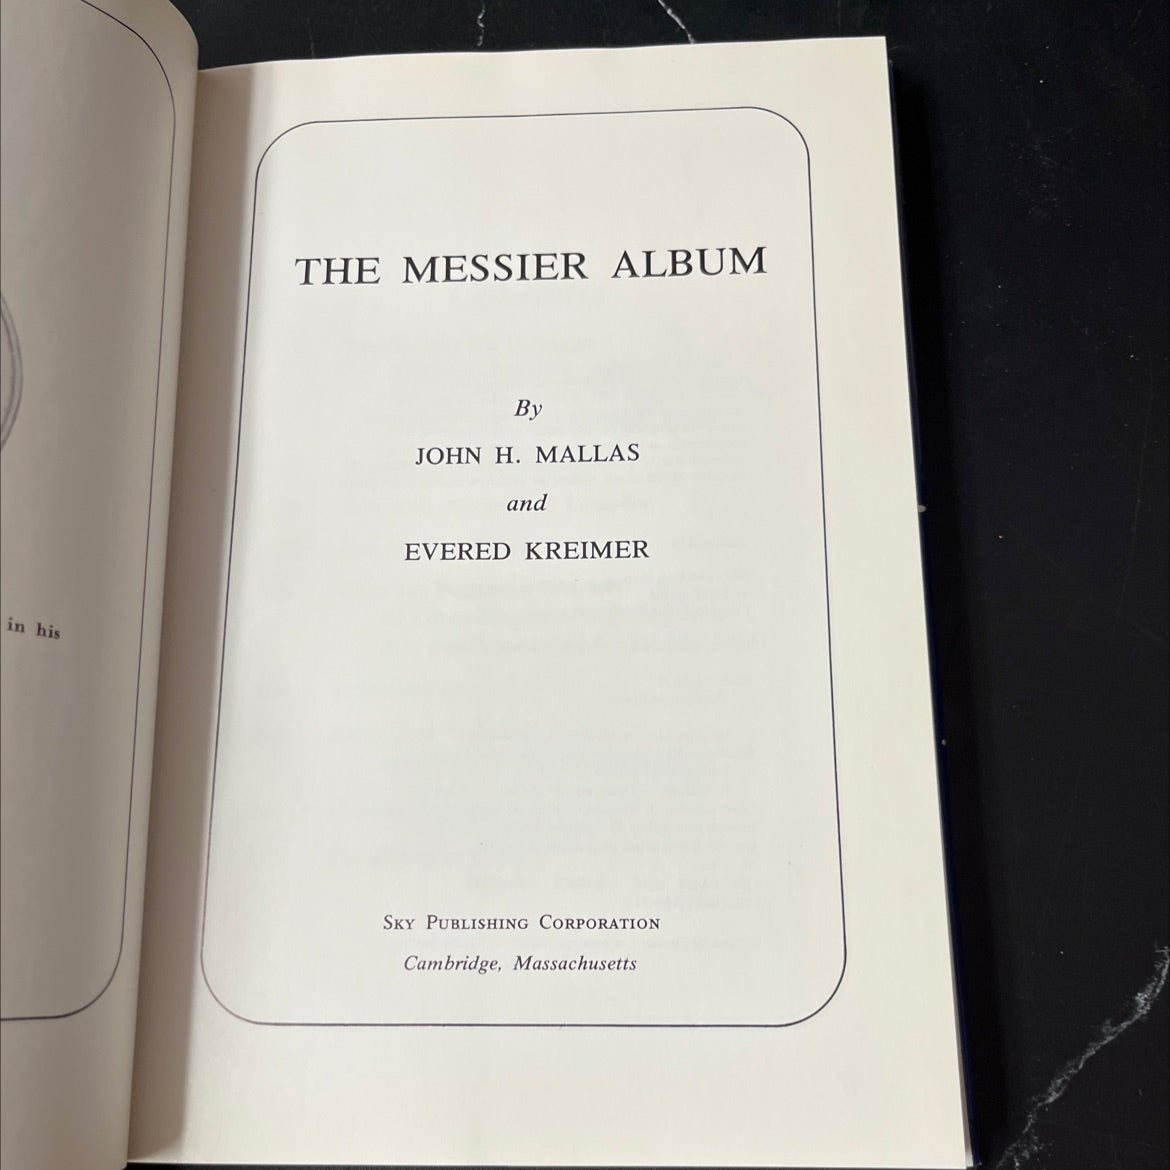 in his
THE MESSIER ALBUM
By
JOHN H. MALLAS
and
EVERED KREIMER
SKY PUBLISHING CORPORATION
Cambridge, Massachusetts